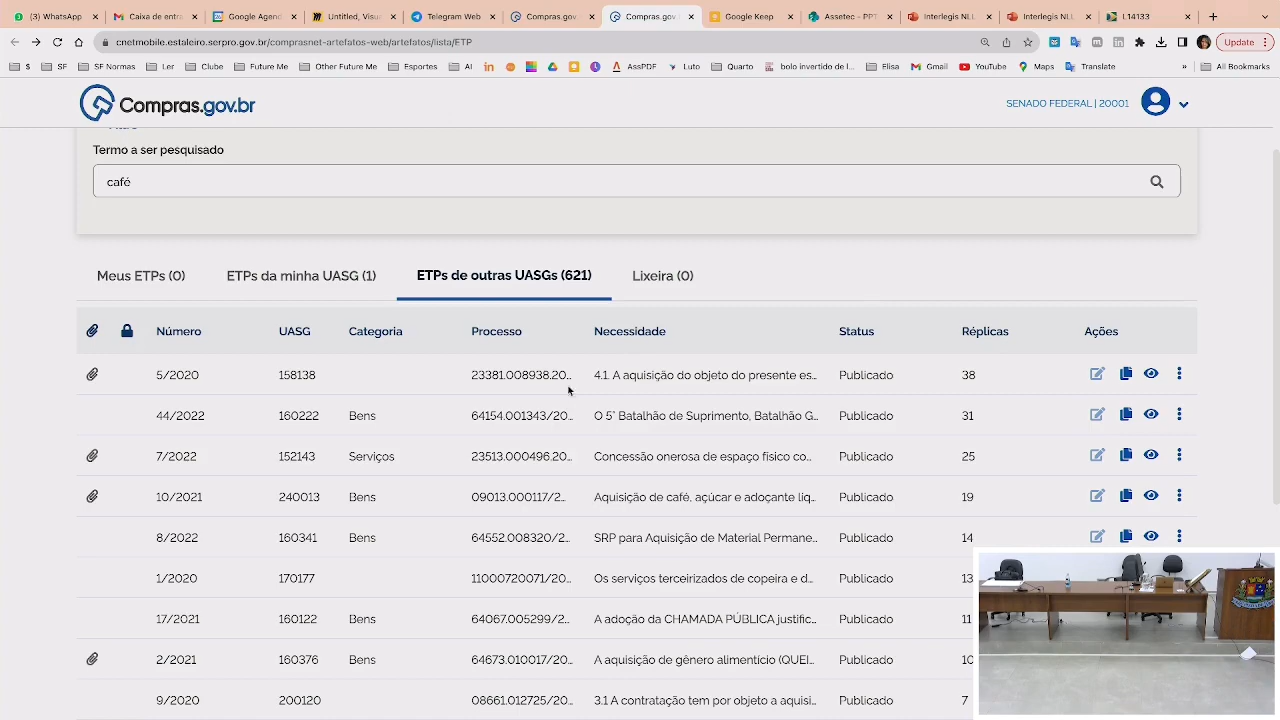 (3) WhatsApp
Caixa de entra
Google Agend
Untitled, Visu
Telegram Web
Compras.gov
Compras.gov.l
Google Keep
Assetec - PPT
Interlegis NLL
Interlegis NLL
L14133
cnetmobile.estaleiro.serpro.gov.br/comprasnet-artefatos-web/artefatos/lista/ETP
Update
$
SF
SF Normas
Ler
Clube
Future Me
Other Future Me
Esportes
AI
AssPDF
Luto
Quarto
bolo invertido de l...
Elisa
Gmail
YouTube
Maps
Translate
»
All Bookmarks
Compras.gov.br
SENADO FEDERAL | 20001
Termo a ser pesquisado
café
Meus ETPs (0)
ETPs da minha UASG (1)
ETPs de outras UASGs (621)
Lixeira (0)
Número UASG Categoria Processo Necessidade Status Réplicas Ações
5/2020 158138 23381.008938.20... 4.1. A aquisição do objeto do presente es... Publicado 38
44/2022 160222 Bens 64154.001343/20... O 5° Batalhão de Suprimento, Batalhão G... Publicado 31
7/2022 152143 Serviços 23513.000496.20... Concessão onerosa de espaço físico co... Publicado 25
10/2021 240013 Bens 09013.000117/2... Aquisição de café, açúcar e adoçante líq... Publicado 19
8/2022 160341 Bens 64552.008320/2... SRP para Aquisição de Material Permane... Publicado 14
1/2020 170177 11000720071/20... Os serviços terceirizados de copeira e d... Publicado 13
17/2021 160122 Bens 64067.005299/2... A adoção da CHAMADA PÚBLICA justific... Publicado 11
2/2021 160376 Bens 64673.010017/20... A aquisição de gênero alimentício (QUEI... Publicado 10
9/2020 200120 08661.012725/20... 3.1 A contratação tem por objeto a aquisi... Publicado 7